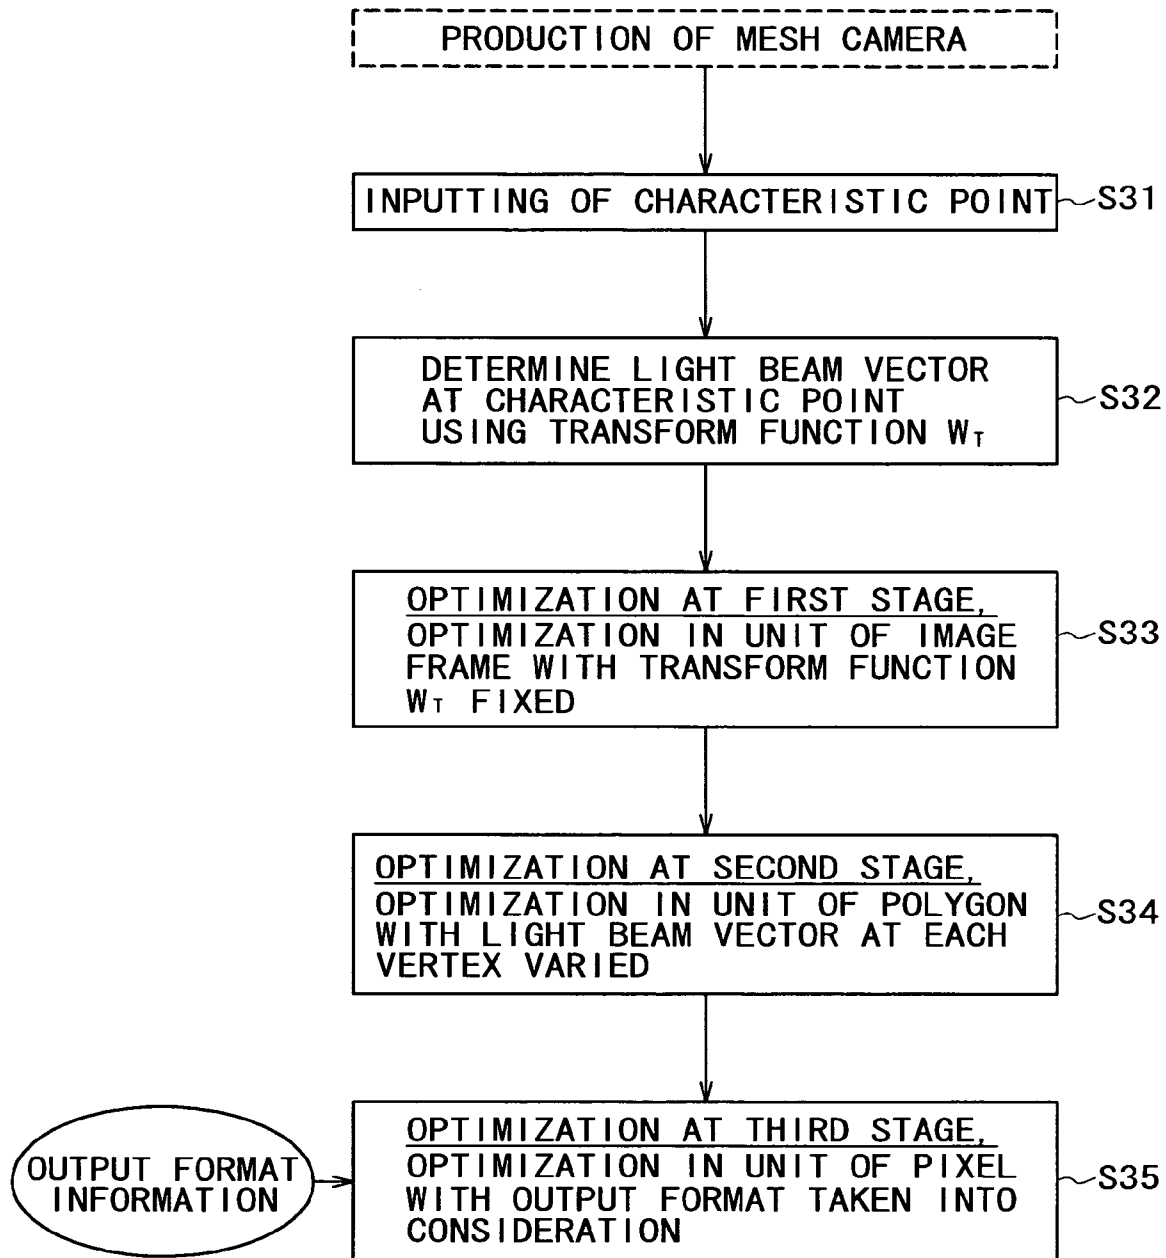 PRODUCTION OF MESH CAMERA
INPUTTING OF CHARACTERISTIC POINT
S31
DETERMINE LIGHT BEAM VECTOR
AT CHARACTERISTIC POINT
USING TRANSFORM FUNCTION WT
S32
OPTIMIZATION AT FIRST STAGE,
OPTIMIZATION IN UNIT OF IMAGE
FRAME WITH TRANSFORM FUNCTION
WT FIXED
S33
OPTIMIZATION AT SECOND STAGE,
OPTIMIZATION IN UNIT OF POLYGON
WITH LIGHT BEAM VECTOR AT EACH
VERTEX VARIED
S34
OUTPUT FORMAT
INFORMATION
OPTIMIZATION AT THIRD STAGE,
OPTIMIZATION IN UNIT OF PIXEL
WITH OUTPUT FORMAT TAKEN INTO
CONSIDERATION
S35